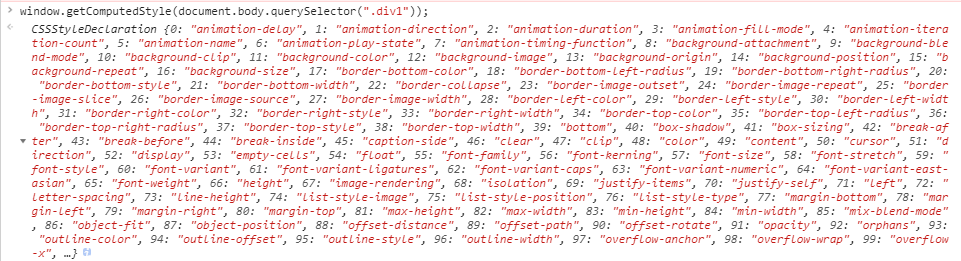 > window.getComputedStyle(document.body.querySelector(".div1"));
CSSStyleDeclaration {0: "animation-delay", 1: "animation-direction", 2: "animation-duration", 3: "animation-fill-mode", 4: "animation-itera
tion-count", 5: "animation-name", 6: "animation-play-state", 7: "animation-timing-function", 8: "background-attachment", 9: "background-ble
nd-mode", 10: "background-clip", 11: "background-color", 12: "background-image", 13: "background-origin", 14: "background-position", 15: "
background-repeat", 16: "background-size", 17: "border-bottom-color", 18: "border-bottom-left-radius", 19: "border-bottom-right-radius", 20:
"border-bottom-style", 21: "border-bottom-width", 22: "border-collapse", 23: "border-image-outset", 24: "border-image-repeat", 25: "border
-image-slice", 26: "border-image-source", 27: "border-image-width", 28: "border-left-color", 29: "border-left-style", 30: "border-left-widt
h", 31: "border-right-color", 32: "border-right-style", 33: "border-right-width", 34: "border-top-color", 35: "border-top-left-radius", 36:
"border-top-right-radius", 37: "border-top-style", 38: "border-top-width", 39: "bottom", 40: "box-shadow", 41: "box-sizing", 42: "break-af
ter", 43: "break-before", 44: "break-inside", 45: "caption-side", 46: "clear", 47: "clip", 48: "color", 49: "content", 50: "cursor", 51: "
direction", 52: "display", 53: "empty-cells", 54: "float", 55: "font-family", 56: "font-kerning", 57: "font-size", 58: "font-stretch", 59: "
font-style", 60: "font-variant", 61: "font-variant-ligatures", 62: "font-variant-caps", 63: "font-variant-numeric", 64: "font-variant-east-
asian", 65: "font-weight", 66: "height", 67: "image-rendering", 68: "isolation", 69: "justify-items", 70: "justify-self", 71: "left", 72: "
letter-spacing", 73: "line-height", 74: "list-style-image", 75: "list-style-position", 76: "list-style-type", 77: "margin-bottom", 78: "mar
gin-left", 79: "margin-right", 80: "margin-top", 81: "max-height", 82: "max-width", 83: "min-height", 84: "min-width", 85: "mix-blend-mode"
, 86: "object-fit", 87: "object-position", 88: "offset-distance", 89: "offset-path", 90: "offset-rotate", 91: "opacity", 92: "orphans", 93:
"outline-color", 94: "outline-offset", 95: "outline-style", 96: "outline-width", 97: "overflow-anchor", 98: "overflow-wrap", 99: "overflow
-x", …}